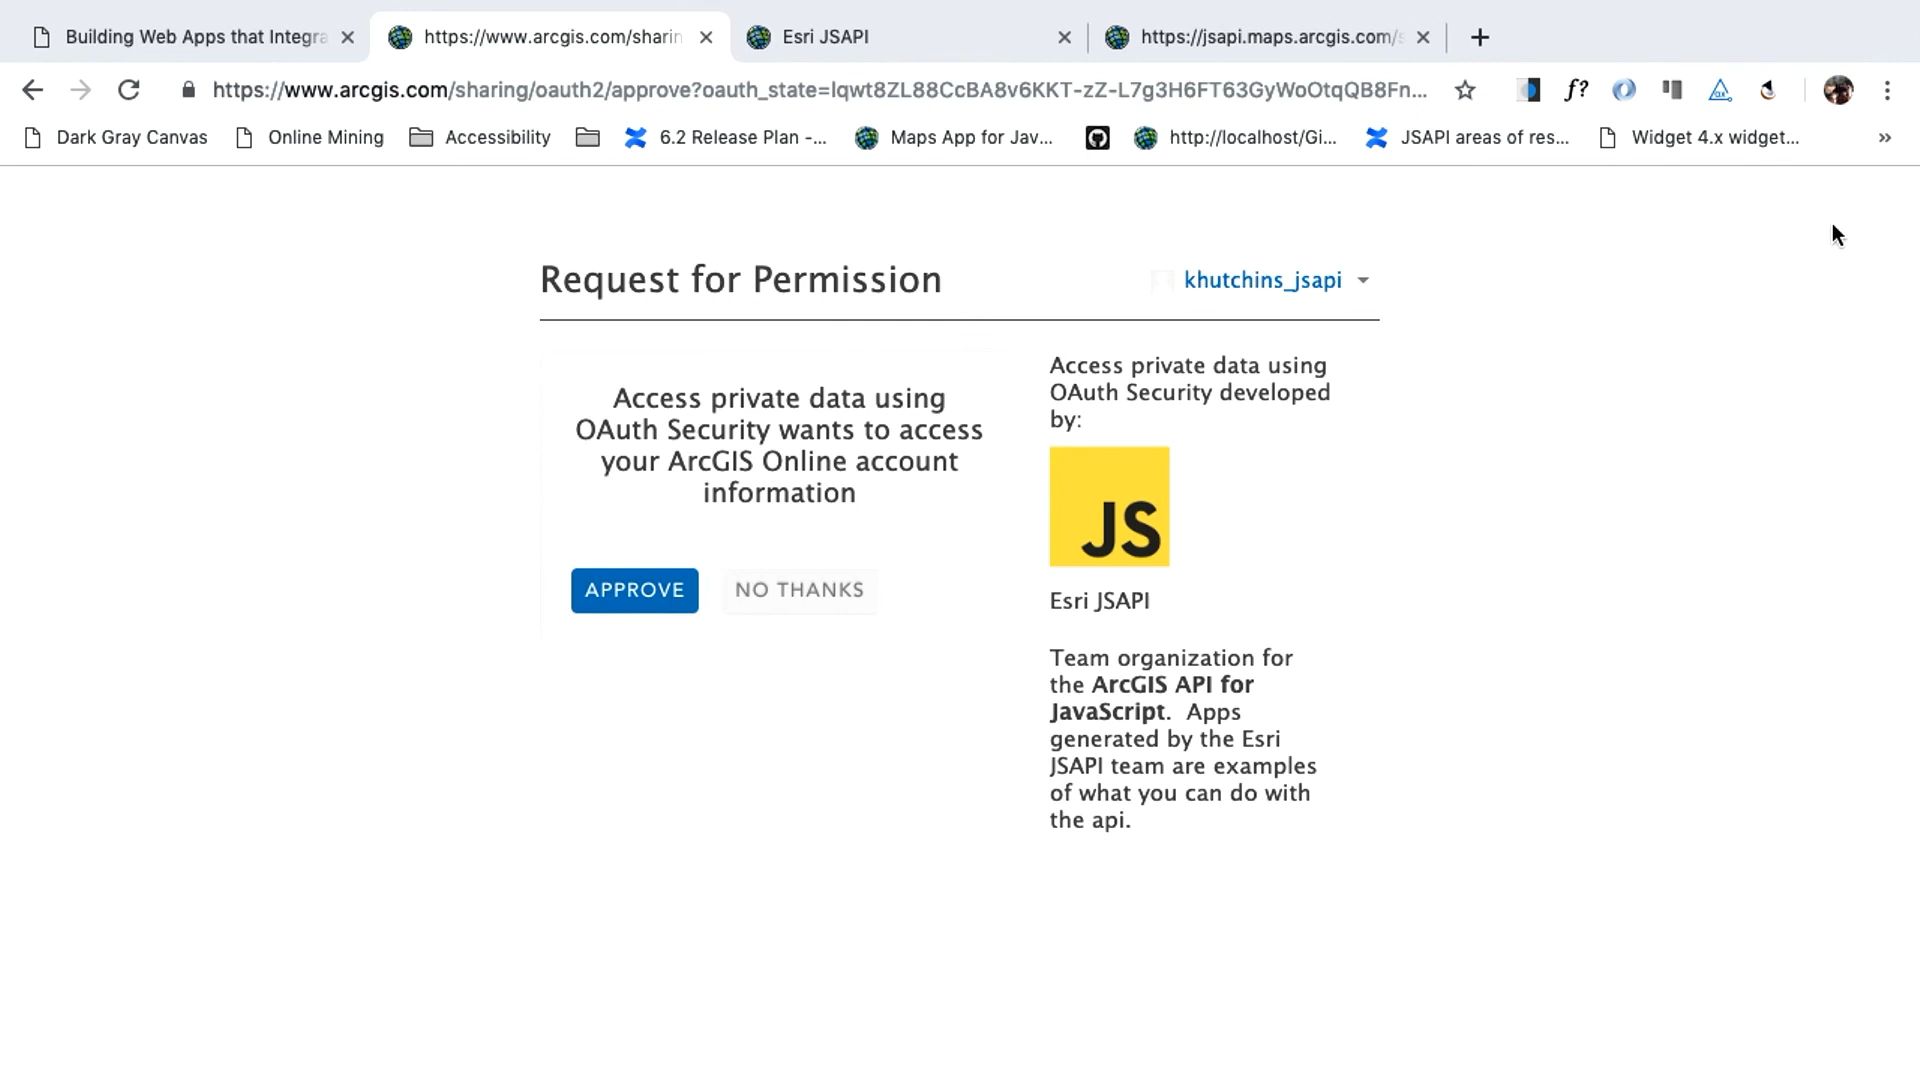 Building Web Apps that Integra
https://www.arcgis.com/sharin
Esri JSAPI
https://jsapi.maps.arcgis.com/s
https://www.arcgis.com/sharing/oauth2/approve?oauth_state=lqwt8ZL88CcBA8v6KKT-zZ-L7g3H6FT63GyWoOtqQB8Fn...
f?
Dark Gray Canvas
Online Mining
Accessibility
6.2 Release Plan -...
Maps App for Jav...
http://localhost/Gi...
JSAPI areas of res...
Widget 4.x widget...
Request for Permission
khutchins_jsapi
Access private data using
OAuth Security wants to access
your ArcGIS Online account
information
APPROVE
NO THANKS
Access private data using
OAuth Security developed
by:
JS
Esri JSAPI
Team organization for
the ArcGIS API for
JavaScript. Apps
generated by the Esri
JSAPI team are examples
of what you can do with
the api.